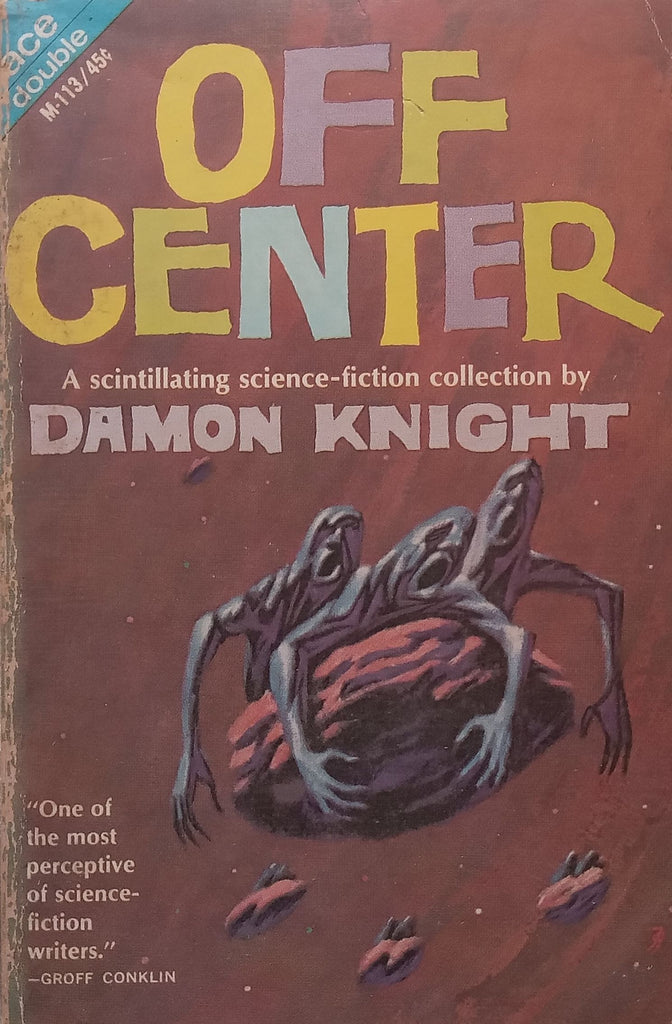 ace
double
M-113/45¢
OFF
CENTER
A scintillating science-fiction collection by
DAMON KNIGHT
"One of
the most
perceptive
of science-
fiction
writers."
—GROFF CONKLIN